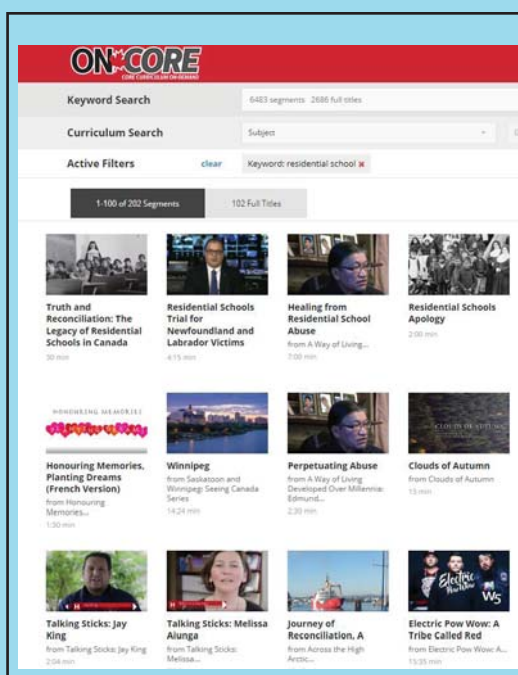 ON CORE
CORE CURRICULUM ON-DEMAND
Keyword Search
6483 segments 2686 full titles
Curriculum Search
Subject
Active Filters
clear
Keyword: residential school ✖
1-100 of 202 Segments
102 Full Titles
Truth and
Reconciliation: The
Legacy of Residential
Schools in Canada
30 min
Residential Schools
Trial for
Newfoundland and
Labrador Victims
4:15 min
Healing from
Residential School
Abuse
from A Way of Living...
7:00 min
Residential Schools
Apology
2:00 min
HONOURING MEMORIES
Honouring Memories,
Planting Dreams
(French Version)
from Honouring
Memories...
1:30 min
Winnipeg
from Saskatoon and
Winnipeg: Seeing Canada
Series
14:24 min
Perpetuating Abuse
from A Way of Living
Developed Over Millennia:
Edmund...
2:30 min
CLOUDS OF AUTUMN
Clouds of Autumn
from Clouds of Autumn
15 min
Talking Sticks: Jay
King
from Talking Sticks: Jay King
2:04 min
Talking Sticks: Melissa
Aiunga
from Talking Sticks:
Melissa...
Journey of
Reconciliation, A
from Across the High
Arctic...
Electric
Pow Wow
W5
Electric Pow Wow: A
Tribe Called Red
from Electric Pow Wow: A...
15:35 min